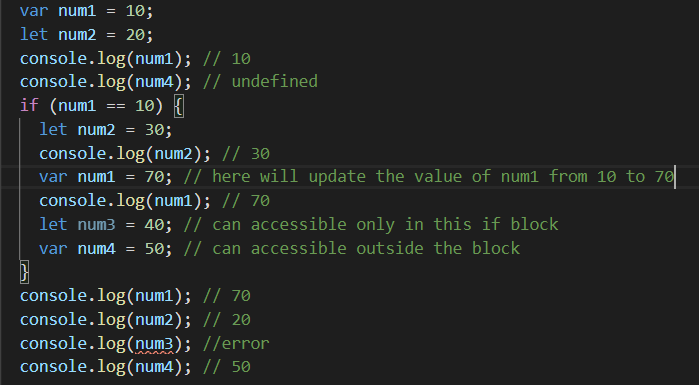 var num1 = 10;
let num2 = 20;
console.log(num1); // 10
console.log(num4); // undefined
if (num1 == 10) {
  let num2 = 30;
  console.log(num2); // 30
  var num1 = 70; // here will update the value of num1 from 10 to 70
  console.log(num1); // 70
  let num3 = 40; // can accessible only in this if block
  var num4 = 50; // can accessible outside the block
}
console.log(num1); // 70
console.log(num2); // 20
console.log(num3); //error
console.log(num4); // 50